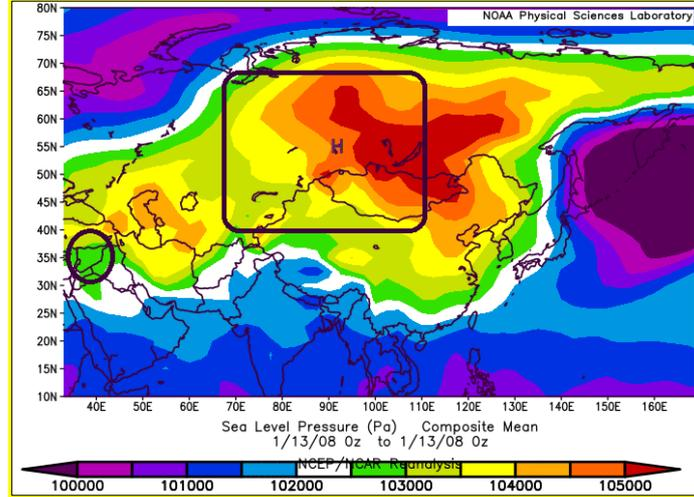 NOAA Physical Sciences Laboratory
80N
75N
70N
65N
60N
55N
50N
45N
40N
35N
30N
25N
20N
15N
10N
H
40E 50E 60E 70E 80E 90E 100E 110E 120E 130E 140E 150E 160E
Sea Level Pressure (Pa) Composite Mean
1/13/08 0z to 1/13/08 0z
NCEP/NCAR Reanalysis
100000 101000 102000 103000 104000 105000